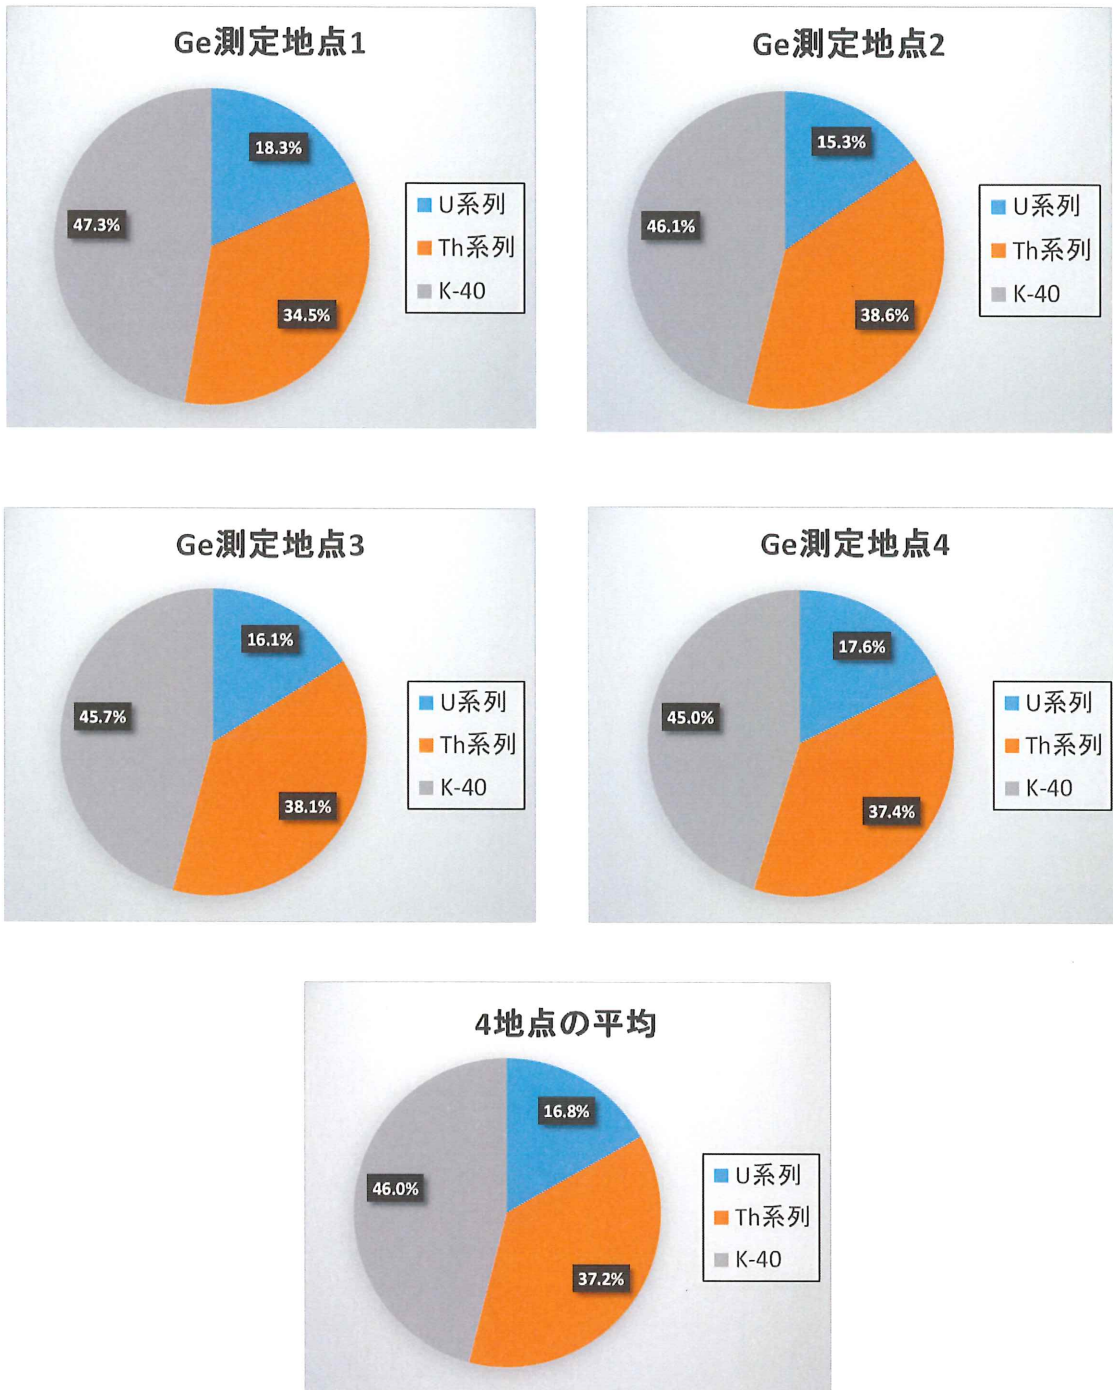 Ge測定地点1
18.3%
47.3%
34.5%
U系列
Th系列
K-40
Ge測定地点2
15.3%
46.1%
38.6%
U系列
Th系列
K-40
Ge測定地点3
16.1%
45.7%
38.1%
U系列
Th系列
K-40
Ge測定地点4
17.6%
45.0%
37.4%
U系列
Th系列
K-40
4地点の平均
16.8%
46.0%
37.2%
U系列
Th系列
K-40